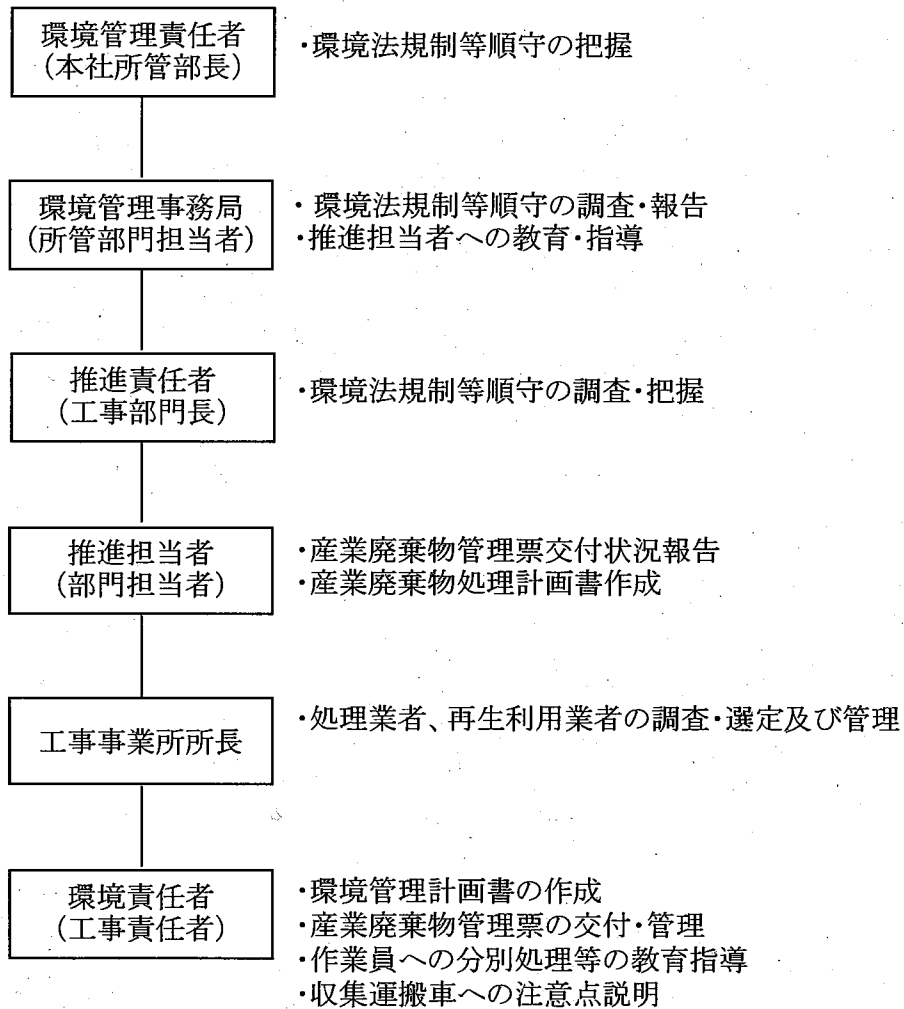 環境管理責任者
(本社所管部長)
・環境法規制等順守の把握
環境管理事務局
(所管部門担当者)
・環境法規制等順守の調査・報告
・推進担当者への教育・指導
推進責任者
(工事部門長)
・環境法規制等順守の調査・把握
推進担当者
(部門担当者)
・産業廃棄物管理票交付状況報告
・産業廃棄物処理計画書作成
工事事業所所長
・処理業者、再生利用業者の調査・選定及び管理
環境責任者
(工事責任者)
・環境管理計画書の作成
・産業廃棄物管理票の交付・管理
・作業員への分別処理等の教育指導
・収集運搬車への注意点説明